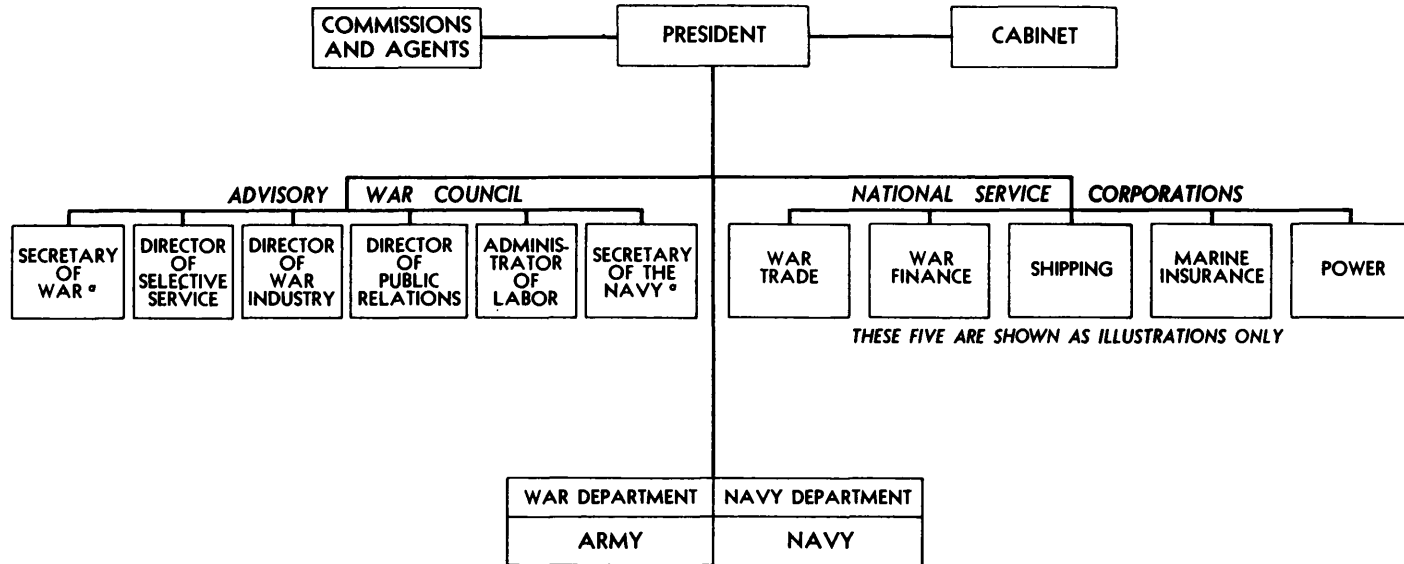 COMMISSIONS
AND AGENTS
PRESIDENT
CABINET
ADVISORY WAR COUNCIL
NATIONAL SERVICE CORPORATIONS
SECRETARY
OF
WAR a
DIRECTOR
OF
SELECTIVE
SERVICE
DIRECTOR
OF
WAR
INDUSTRY
DIRECTOR
OF
PUBLIC
RELATIONS
ADMINIS-
TRATOR
OF
LABOR
SECRETARY
OF THE
NAVY a
WAR
TRADE
WAR
FINANCE
SHIPPING
MARINE
INSURANCE
POWER
THESE FIVE ARE SHOWN AS ILLUSTRATIONS ONLY
WAR DEPARTMENT
NAVY DEPARTMENT
ARMY
NAVY